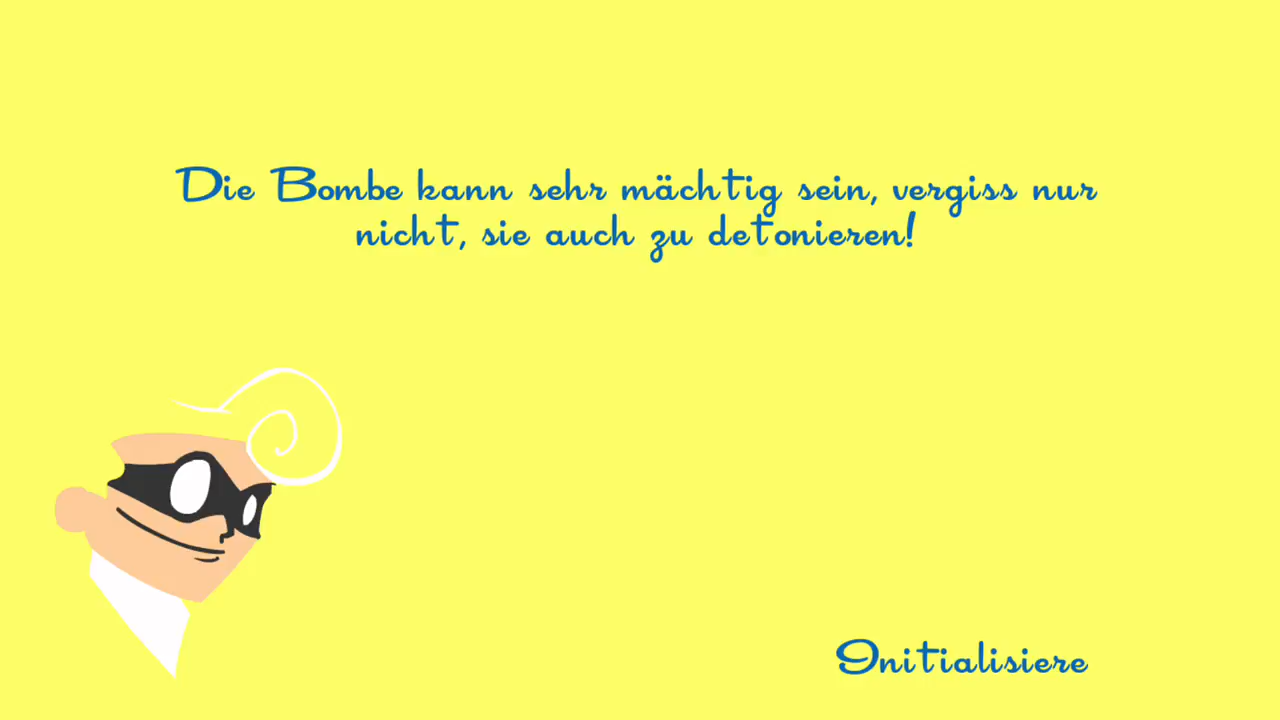 Die Bombe kann sehr mächtig sein, vergiss nur
nicht, sie auch zu detonieren!
Initialisiere